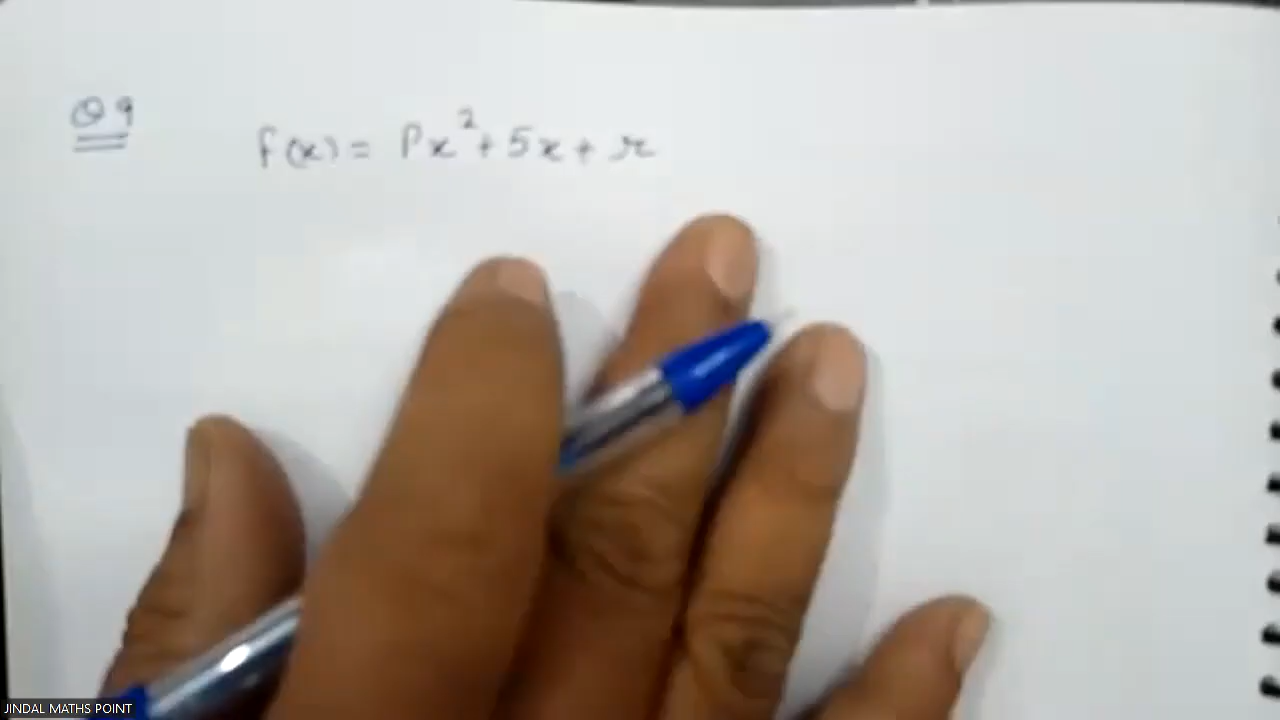 Q9
f(x) = Px² + 5x + r
JINDAL MATHS POINT